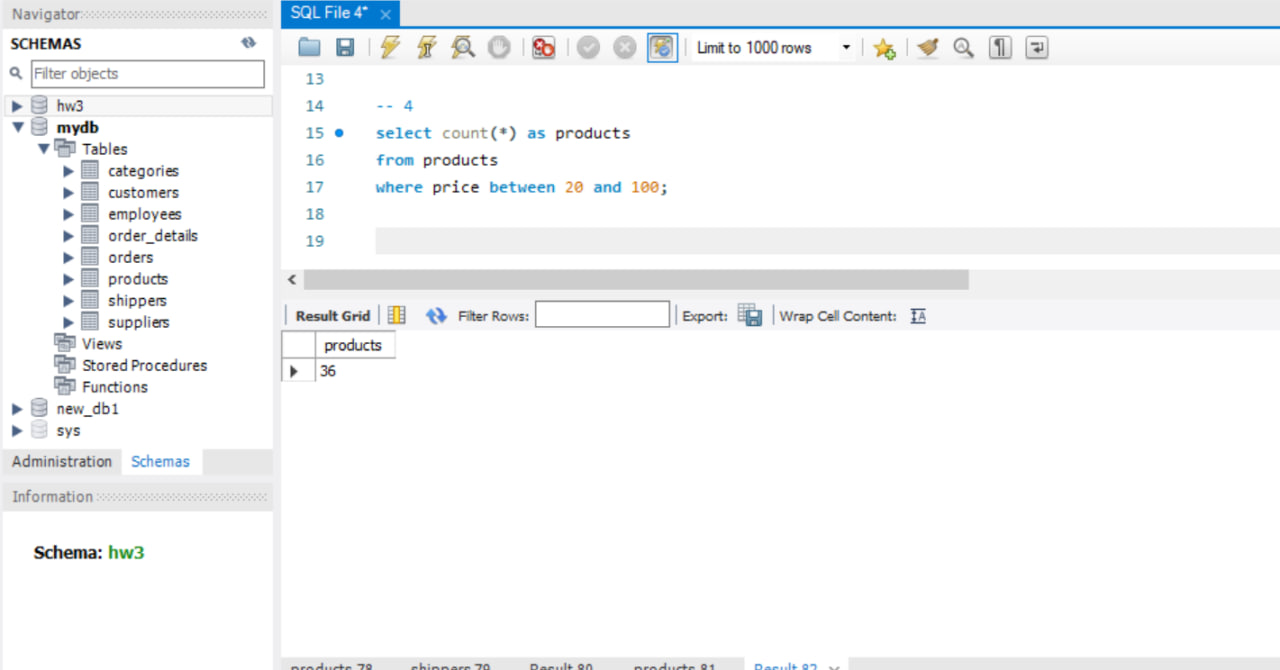 Navigator
SCHEMAS
Filter objects
hw3
mydb
Tables
categories
customers
employees
order_details
orders
products
shippers
suppliers
Views
Stored Procedures
Functions
new_db1
sys
Administration Schemas
Information
Schema: hw3
SQL File 4*
Limit to 1000 rows
13
14 -- 4
15 select count(*) as products
16 from products
17 where price between 20 and 100;
18
19
Result Grid Filter Rows: Export: Wrap Cell Content:
products
36
products 78 shippers 79 Result 80 products 81 Result 82